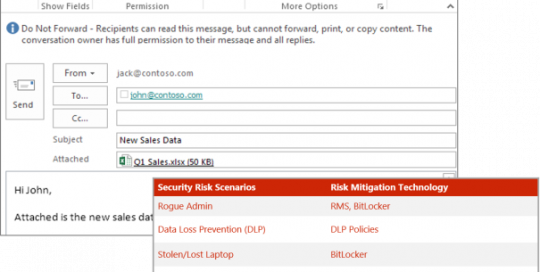 Show Fields Permission More Options
Do Not Forward - Recipients can read this message, but cannot forward, print, or copy content. The
conversation owner has full permission to their message and all replies.
From jack@contoso.com
To... john@contoso.com
Send
Cc...
Subject New Sales Data
Attached Q1 Sales.xlsx (50 KB)
Hi John,
Attached is the new sales dat
Security Risk Scenarios Risk Mitigation Technology
Rogue Admin RMS, BitLocker
Data Loss Prevention (DLP) DLP Policies
Stolen/Lost Laptop BitLocker